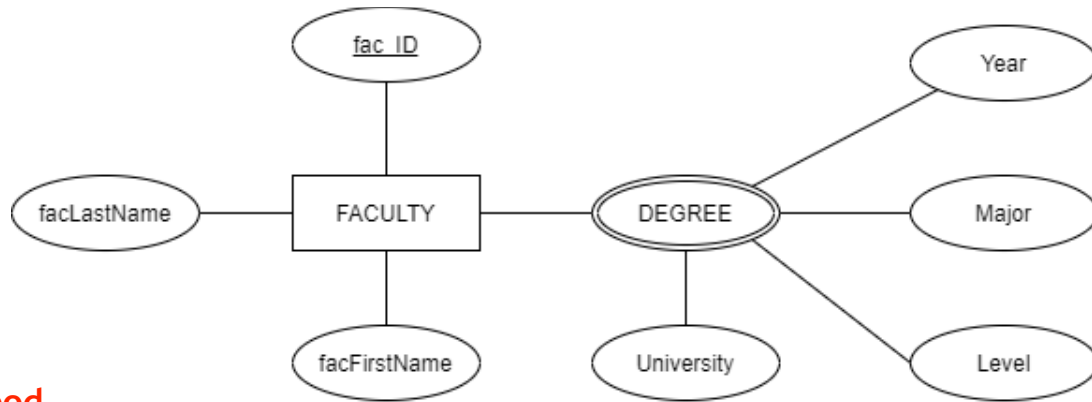 fac_ID
Year
facLastName
FACULTY
DEGREE
Major
facFirstName
University
Level